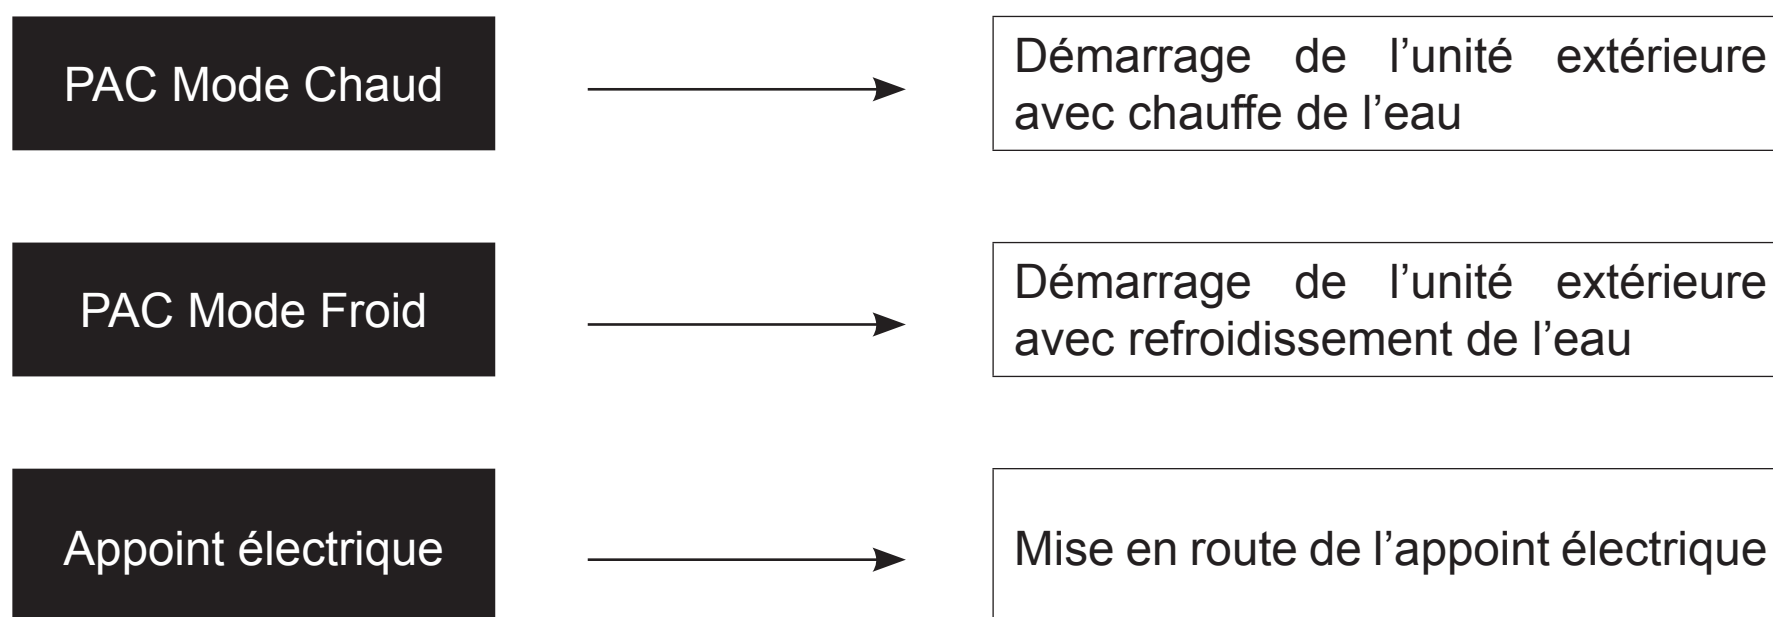 PAC Mode Chaud
Démarrage de l’unité extérieure
avec chauffe de l’eau
PAC Mode Froid
Démarrage de l’unité extérieure
avec refroidissement de l’eau
Appoint électrique
Mise en route de l’appoint électrique